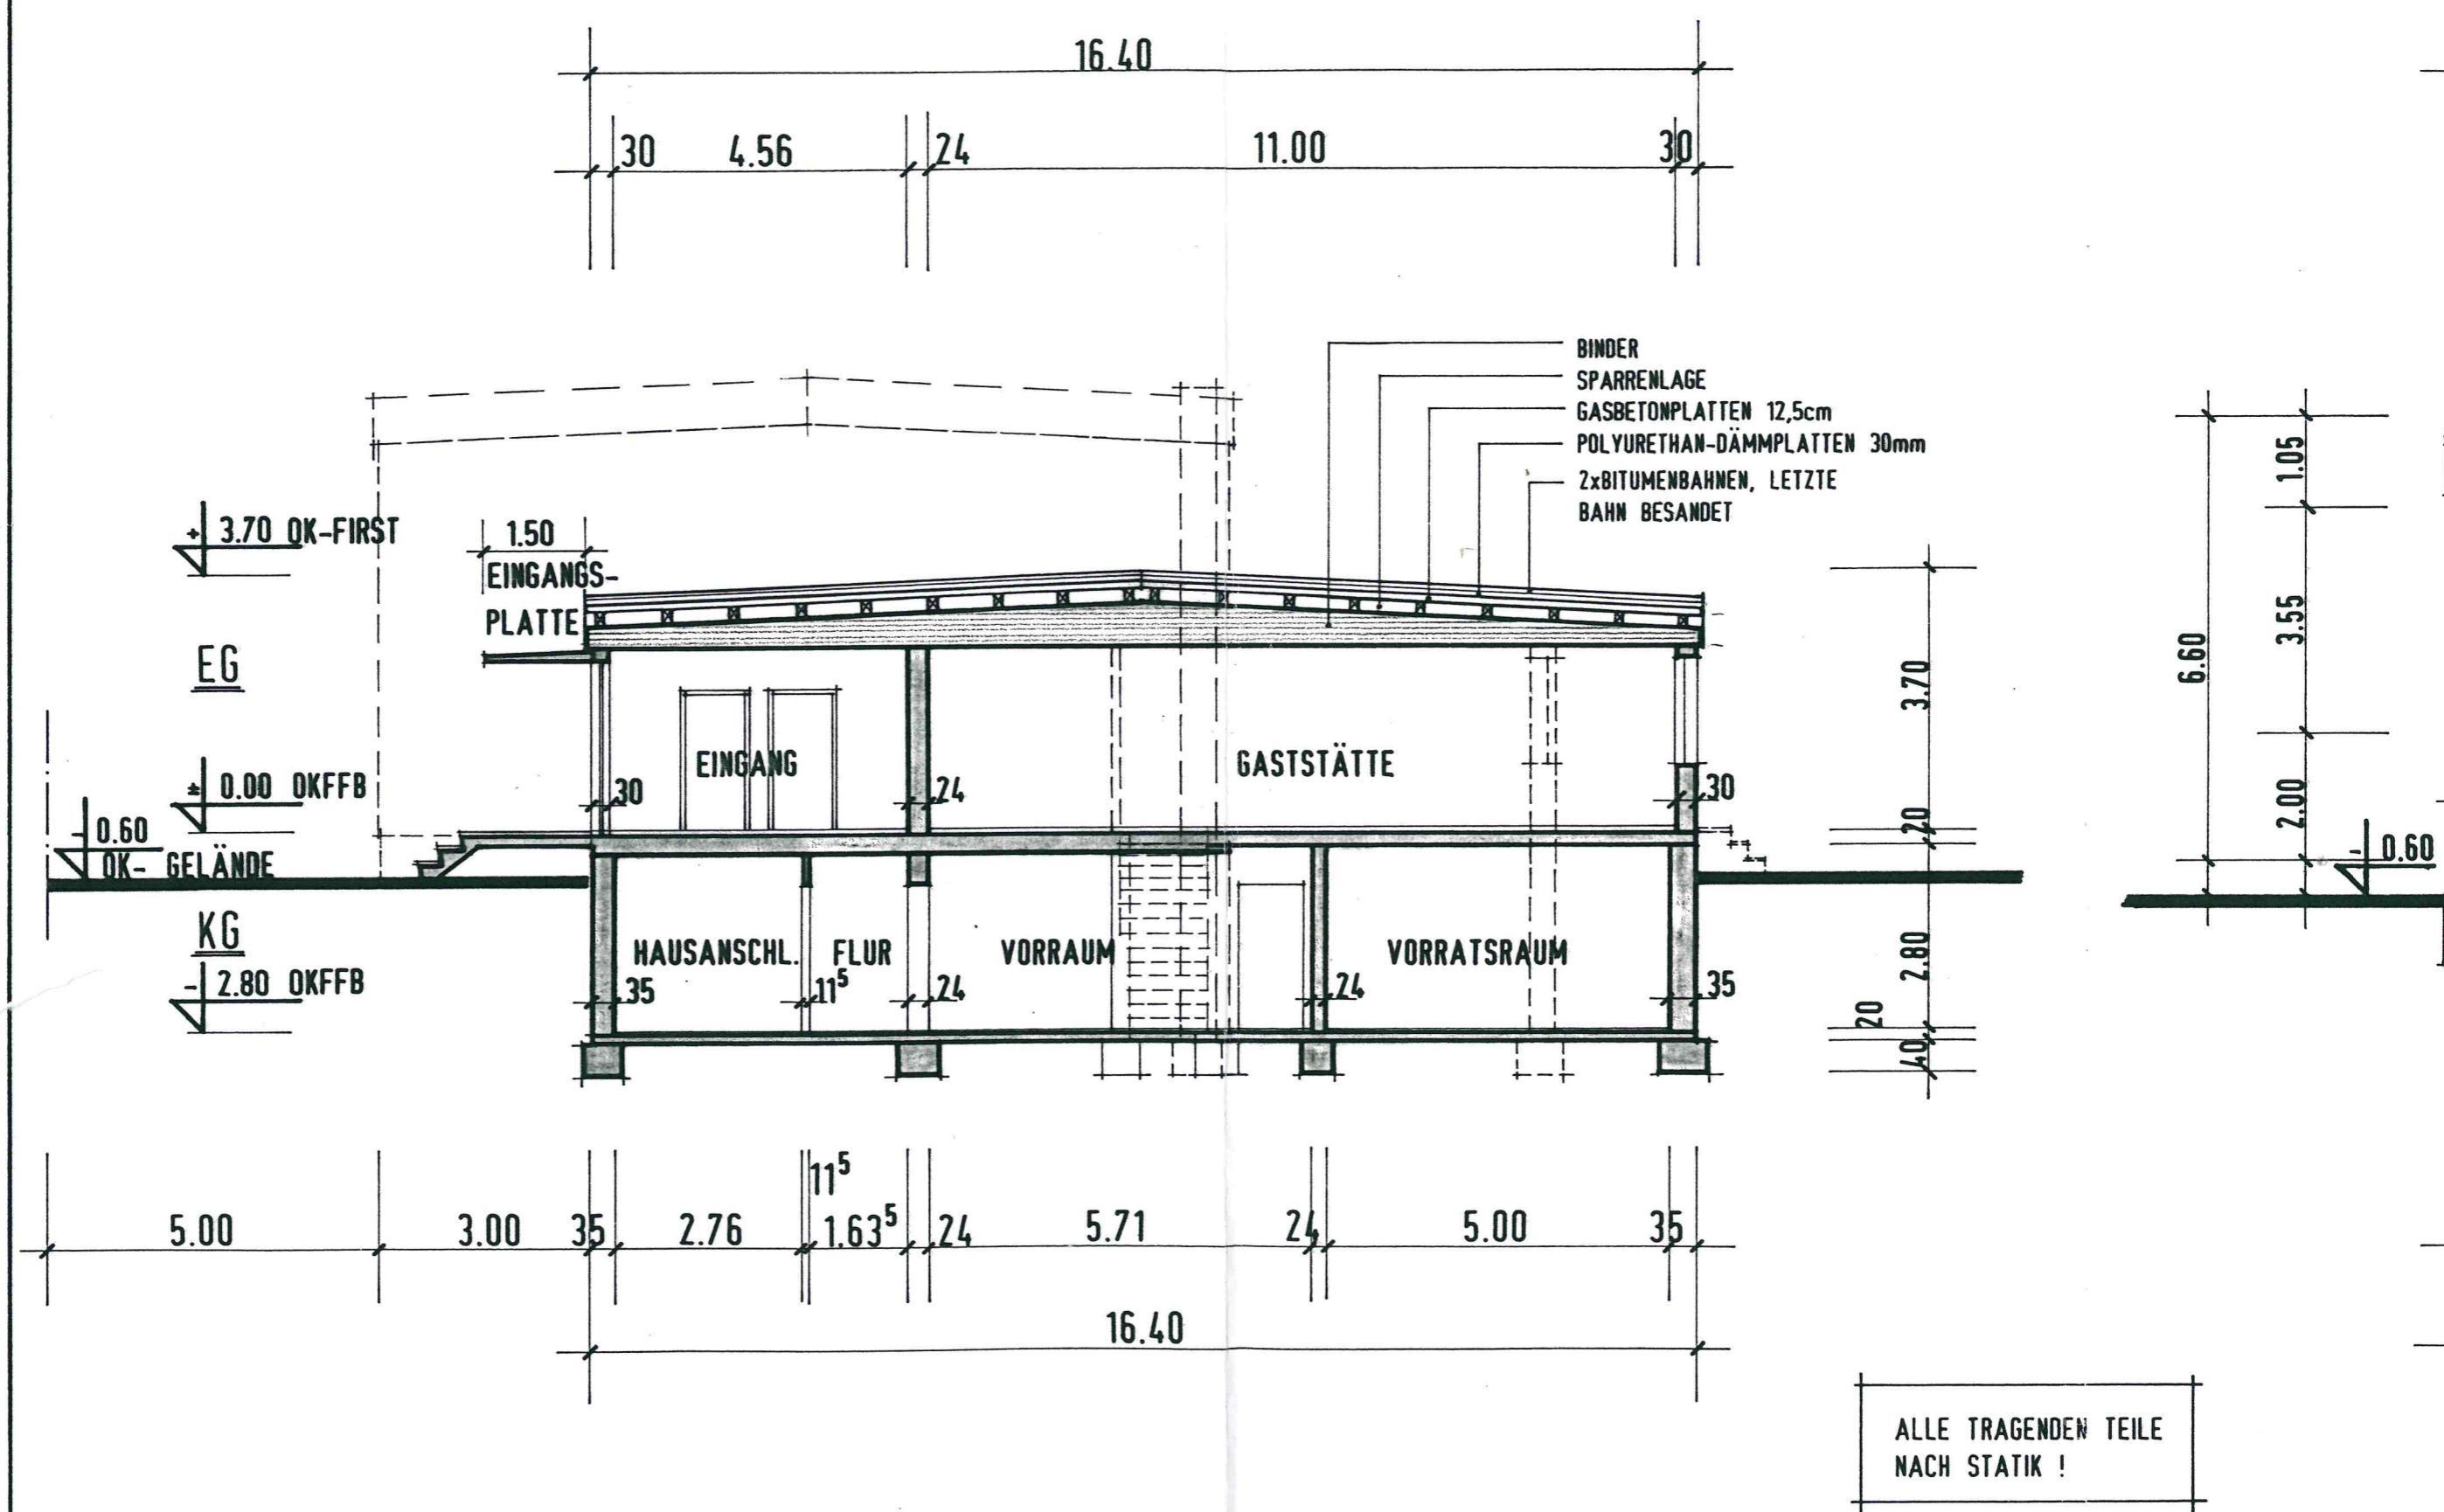 16.40
30 4.56 24 11.00 30
BINDER
SPARRENLAGE
GASBETONPLATTEN 12,5cm
POLYURETHAN-DÄMMPLATTEN 30mm
2xBITUMENBAHNEN, LETZTE
BAHN BESANDET
+ 3.70 OK-FIRST
1.50
EINGANGS-
PLATTE
EG
± 0.00 OKFFB
- 0.60
OK- GELÄNDE
KG
- 2.80 OKFFB
EINGANG
GASTSTÄTTE
30 24 30
HAUSANSCHL.
FLUR
VORRAUM
VORRATSRAUM
35 11⁵ 24 24 35
3.70
20
2.80
20
40
6.60
1.05
3.55
2.00
- 0.60
11⁵
5.00 3.00 35 2.76 1.63⁵ 24 5.71 24 5.00 35
16.40
ALLE TRAGENDEN TEILE
NACH STATIK !